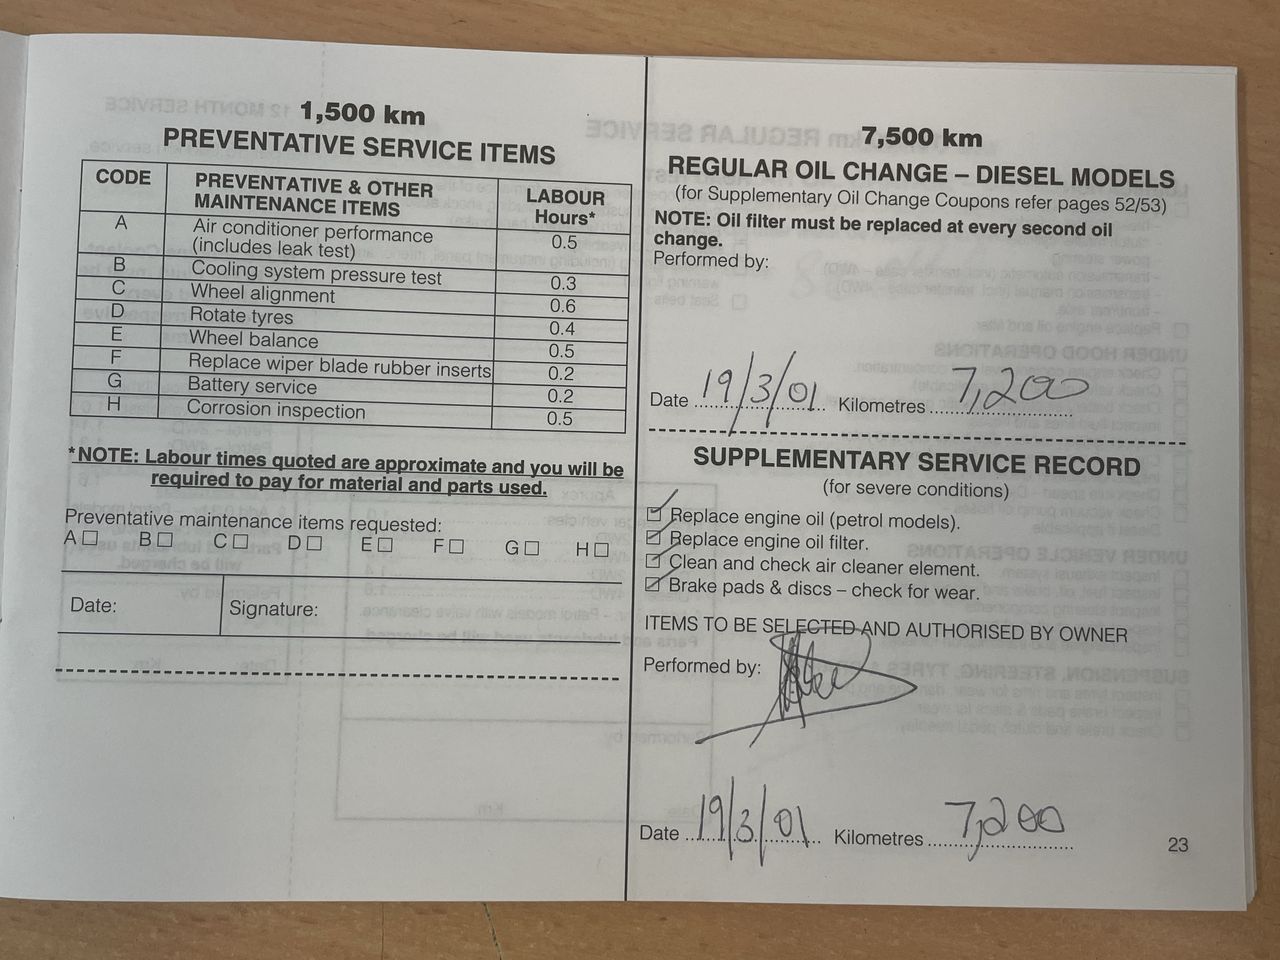 1,500 km
PREVENTATIVE SERVICE ITEMS
CODE PREVENTATIVE & OTHER MAINTENANCE ITEMS LABOUR Hours*
A Air conditioner performance (includes leak test) 0.5
B Cooling system pressure test 0.3
C Wheel alignment 0.6
D Rotate tyres 0.4
E Wheel balance 0.5
F Replace wiper blade rubber inserts 0.2
G Battery service 0.2
H Corrosion inspection 0.5
*NOTE: Labour times quoted are approximate and you will be
required to pay for material and parts used.
Preventative maintenance items requested:
A☐ B☐ C☐ D☐ E☐ F☐ G☐ H☐
Date: Signature:
7,500 km
REGULAR OIL CHANGE – DIESEL MODELS
(for Supplementary Oil Change Coupons refer pages 52/53)
NOTE: Oil filter must be replaced at every second oil
change.
Performed by:
Date 19/3/01 Kilometres 7,200
SUPPLEMENTARY SERVICE RECORD
(for severe conditions)
☑ Replace engine oil (petrol models).
☑ Replace engine oil filter.
☑ Clean and check air cleaner element.
☑ Brake pads & discs – check for wear.
ITEMS TO BE SELECTED AND AUTHORISED BY OWNER
Performed by:
Date 19/3/01 Kilometres 7,200
23